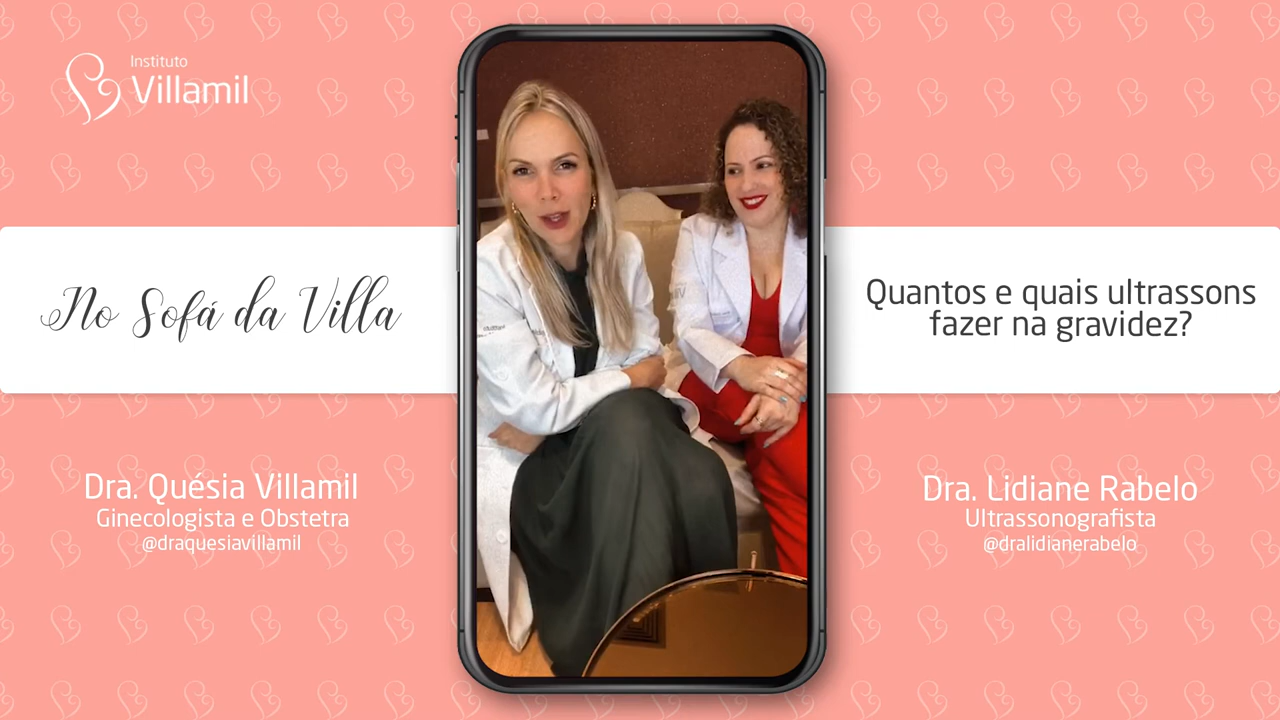 Instituto
Villamil
No Sofá da Villa
Quantos e quais ultrassons
fazer na gravidez?
Dra. Quésia Villamil
Ginecologista e Obstetra
@draquesiavillamil
Dra. Lidiane Rabelo
Ultrassonografista
@dralidianerabelo